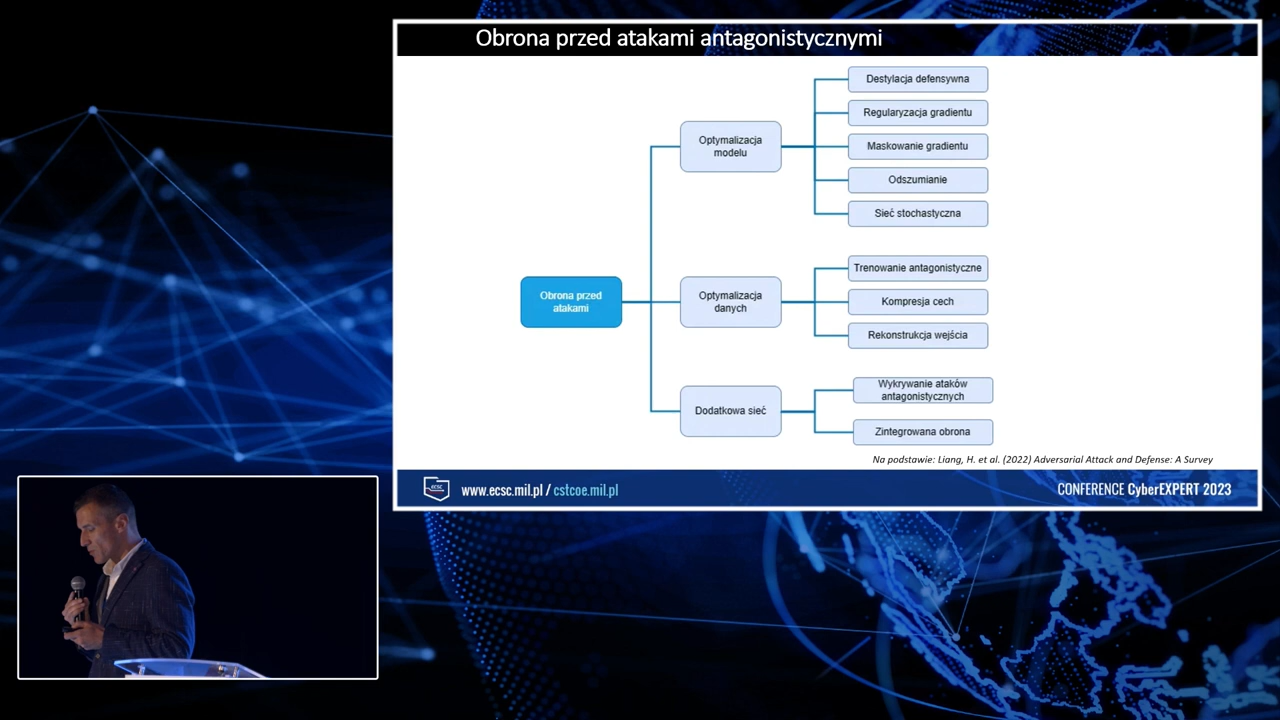 Obrona przed atakami antagonistycznymi
Obrona przed
atakami
Optymalizacja
modelu
Destylacja defensywna
Regularyzacja gradientu
Maskowanie gradientu
Odszumianie
Sieć stochastyczna
Optymalizacja
danych
Trenowanie antagonistyczne
Kompresja cech
Rekonstrukcja wejścia
Dodatkowa sieć
Wykrywanie ataków
antagonistycznych
Zintegrowana obrona
Na podstawie: Liang, H. et al. (2022) Adversarial Attack and Defense: A Survey
www.ecsc.mil.pl / cstcoe.mil.pl
CONFERENCE CyberEXPERT 2023